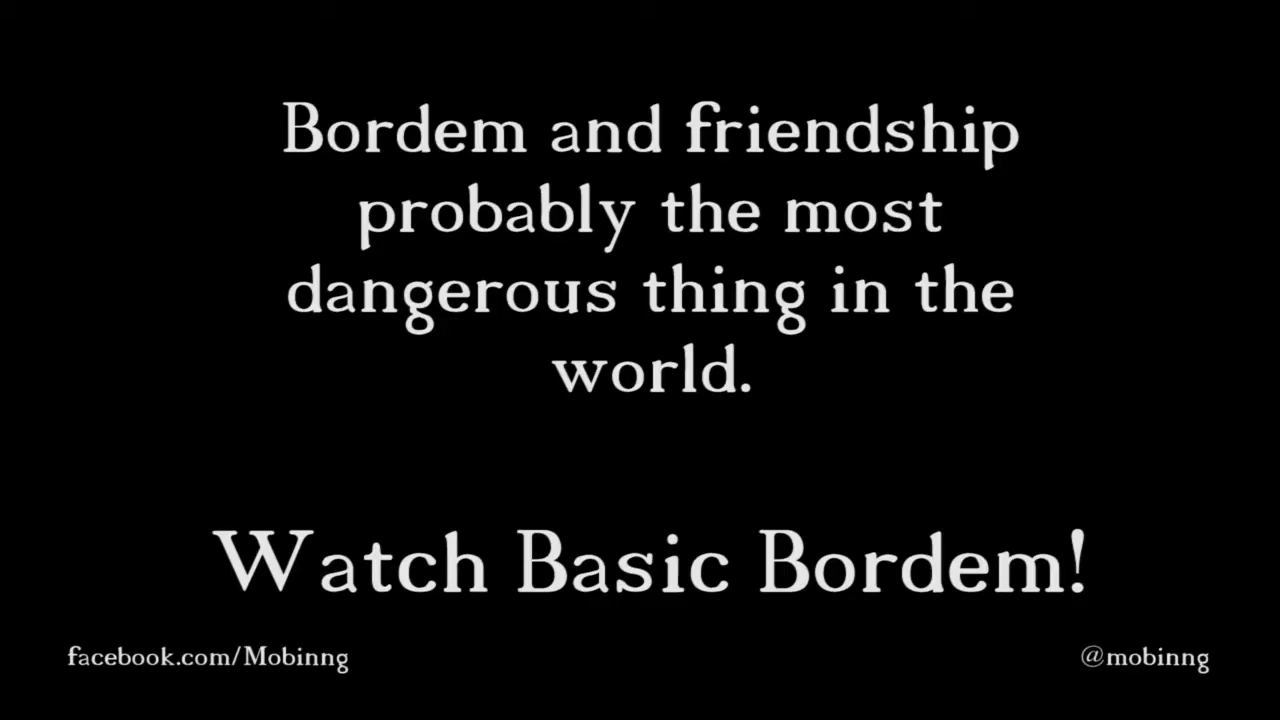 Bordem and friendship
probably the most
dangerous thing in the
world.
Watch Basic Bordem!
facebook.com/Mobinng
@mobinng